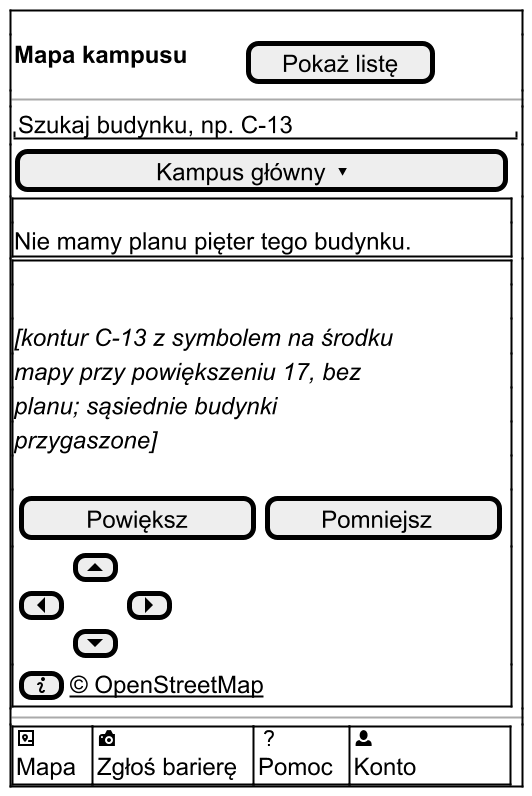 Mapa kampusu
Pokaż listę
Szukaj budynku, np. C-13
Kampus główny ▼
Nie mamy planu pięter tego budynku.
[kontur C-13 z symbolem na środku
mapy przy powiększeniu 17, bez
planu; sąsiednie budynki
przygaszone]
Powiększ
Pomniejsz
i © OpenStreetMap
?
Mapa
Zgłoś barierę
Pomoc
Konto